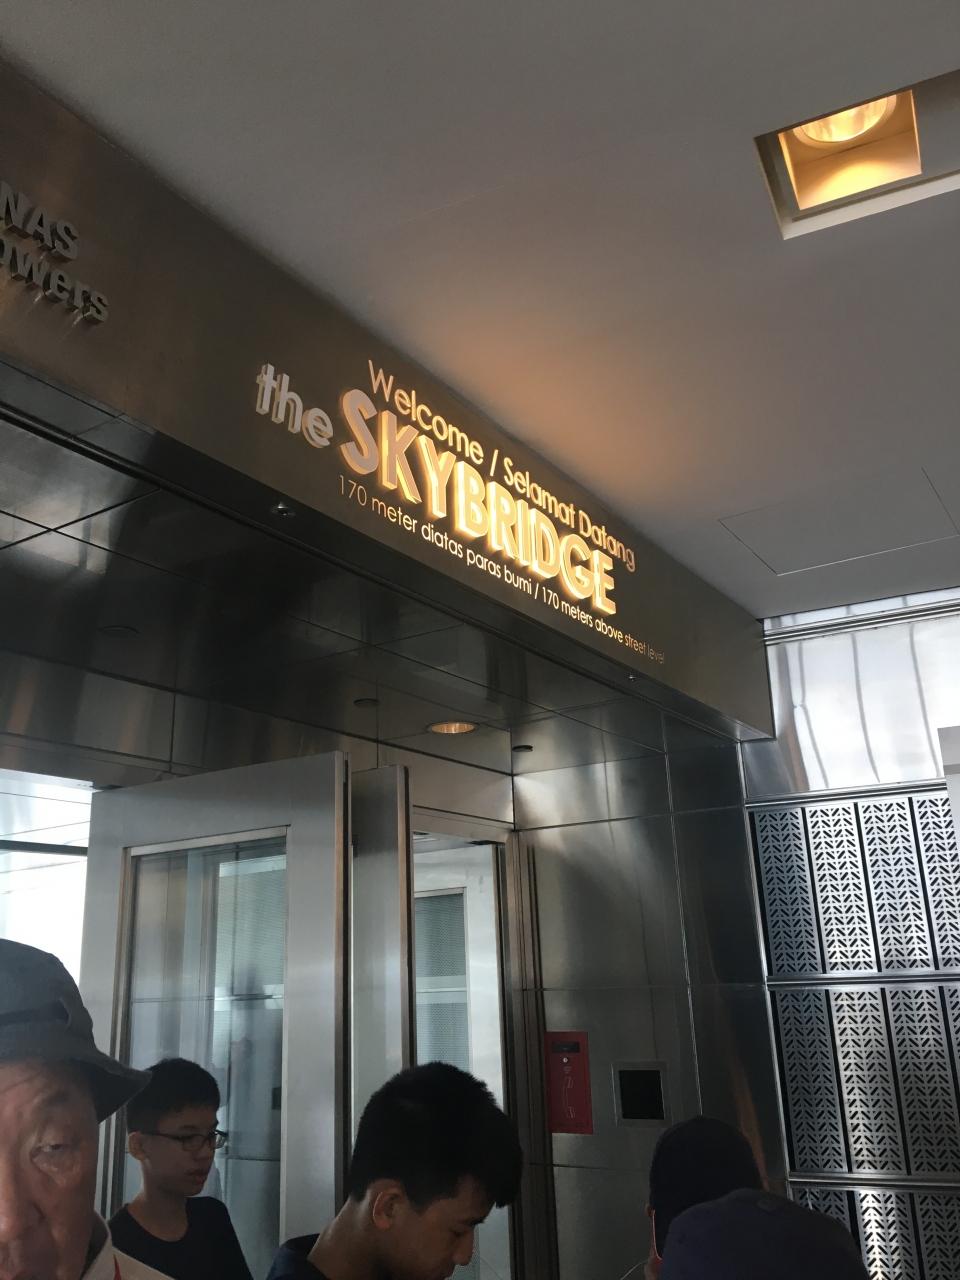 NAS
owers
Welcome / Selamat Datang
the SKYBRIDGE
170 meter diatas paras bumi / 170 meters above street level